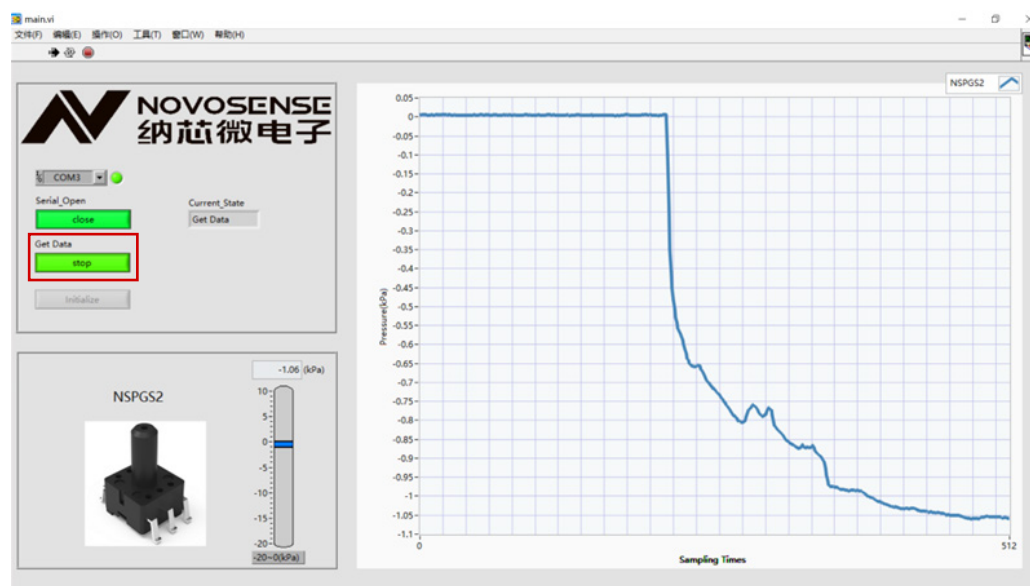 main.vi
文件(F) 编辑(E) 操作(O) 工具(T) 窗口(W) 帮助(H)
NOVOSENSE
纳芯微电子
COM3
Serial_Open
close
Current_State
Get Data
Get Data
stop
Initialize
NSPGS2
-1.06 (kPa)
10
5
0
-5
-10
-15
-20
-20~0(kPa)
NSPGS2
Pressure(kPa)
0.05
0
-0.05
-0.1
-0.15
-0.2
-0.25
-0.3
-0.35
-0.4
-0.45
-0.5
-0.55
-0.6
-0.65
-0.7
-0.75
-0.8
-0.85
-0.9
-0.95
-1
-1.05
-1.1
0
512
Sampling Times